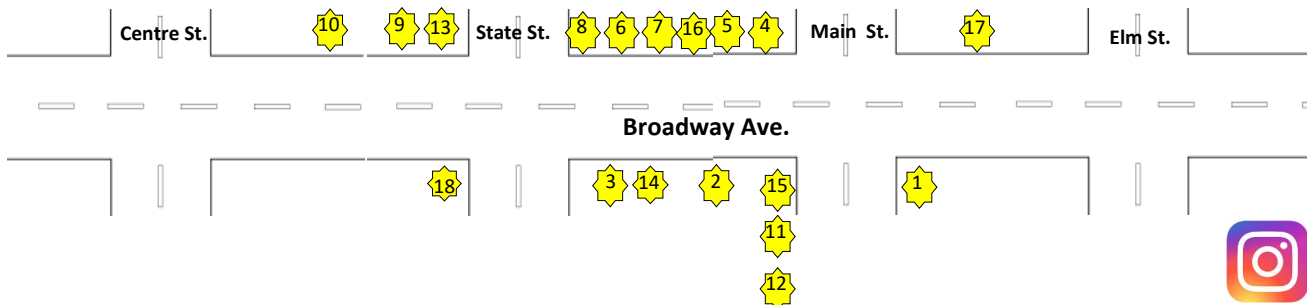 10 9 13 8 6 7 16 5 4 17
Centre St. State St. Main St. Elm St.
Broadway Ave.
18 3 14 2 15 1
11
12